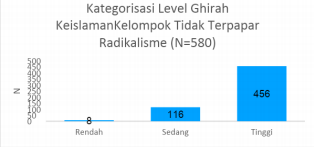 Kategorisasi Level Ghirah
KeislamanKelompok Tidak Terpapar
Radikalisme (N=580)
500
450
400
350
300
250
200
150
100
50
0
N
8
116
456
Rendah
Sedang
Tinggi